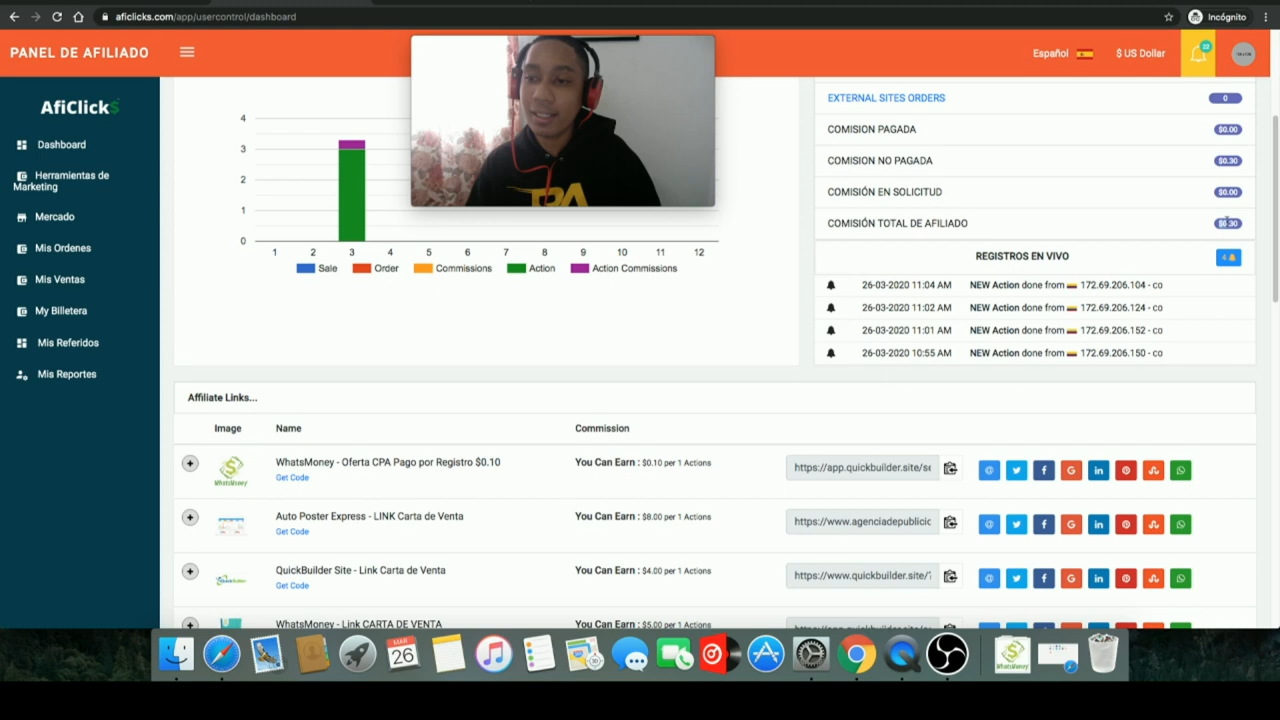 aficlicks.com/app/usercontrol/dashboard
Incógnito
PANEL DE AFILIADO
Español
$ US Dollar
22
AfiClick$
Dashboard
Herramientas de
Marketing
Mercado
Mis Ordenes
Mis Ventas
My Billetera
Mis Referidos
Mis Reportes
4
3
2
1
0
1 2 3 4 5 6 7 8 9 10 11 12
Sale Order Commissions Action Action Commissions
EXTERNAL SITES ORDERS 0
COMISION PAGADA $0.00
COMISION NO PAGADA $0.30
COMISIÓN EN SOLICITUD $0.00
COMISIÓN TOTAL DE AFILIADO $0.30
REGISTROS EN VIVO 4
26-03-2020 11:04 AM NEW Action done from 172.69.206.104 - co
26-03-2020 11:02 AM NEW Action done from 172.69.206.124 - co
26-03-2020 11:01 AM NEW Action done from 172.69.206.152 - co
26-03-2020 10:55 AM NEW Action done from 172.69.206.150 - co
Affiliate Links...
Image Name Commission
WhatsMoney - Oferta CPA Pago por Registro $0.10 You Can Earn : $0.10 per 1 Actions https://app.quickbuilder.site/se
Get Code
WhatsMoney
Auto Poster Express - LINK Carta de Venta You Can Earn : $8.00 per 1 Actions https://www.agenciadepublicic
Get Code
QuickBuilder Site - Link Carta de Venta You Can Earn : $4.00 per 1 Actions https://www.quickbuilder.site/?
Get Code
WhatsMoney - Link CARTA DE VENTA You Can Earn : $5.00 per 1 Actions
MAR
26
WhatsMoney